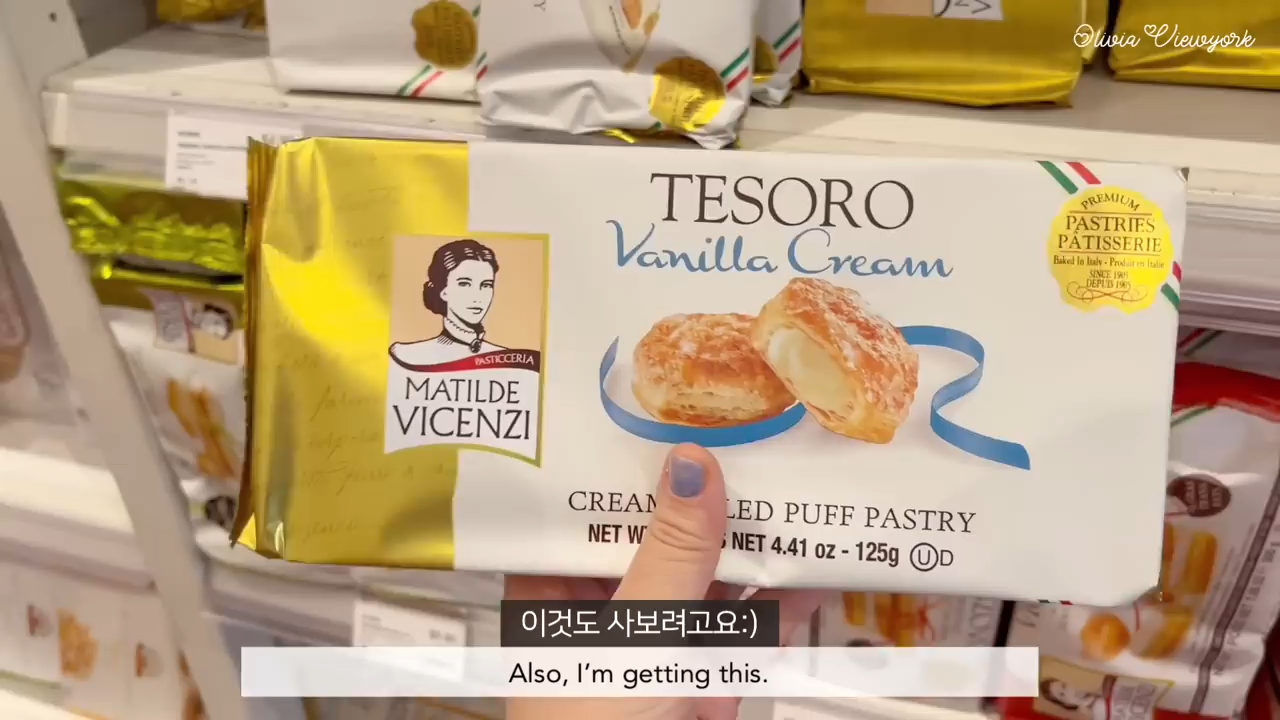 Olivia Viewyork
TESORO
Vanilla Cream
PREMIUM
PASTRIES
PÂTISSERIE
Baked in Italy - Produit en Italie
SINCE 1905
DEPUIS 1905
PASTICCERIA
MATILDE
VICENZI
CREAM LED PUFF PASTRY
NET NET 4.41 oz - 125g UD
이것도 사보려고요:)
Also, I’m getting this.